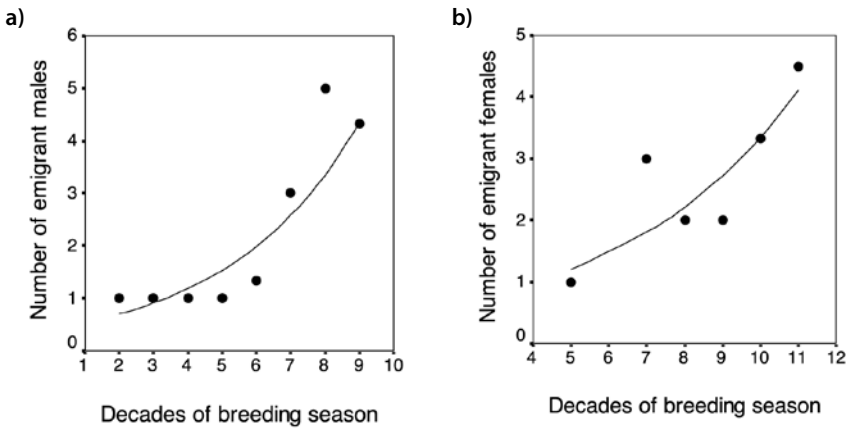 a)
Number of emigrant males
6
5
4
3
2
1
0
1 2 3 4 5 6 7 8 9 10
Decades of breeding season
b)
Number of emigrant females
5
4
3
2
1
0
4 5 6 7 8 9 10 11 12
Decades of breeding season